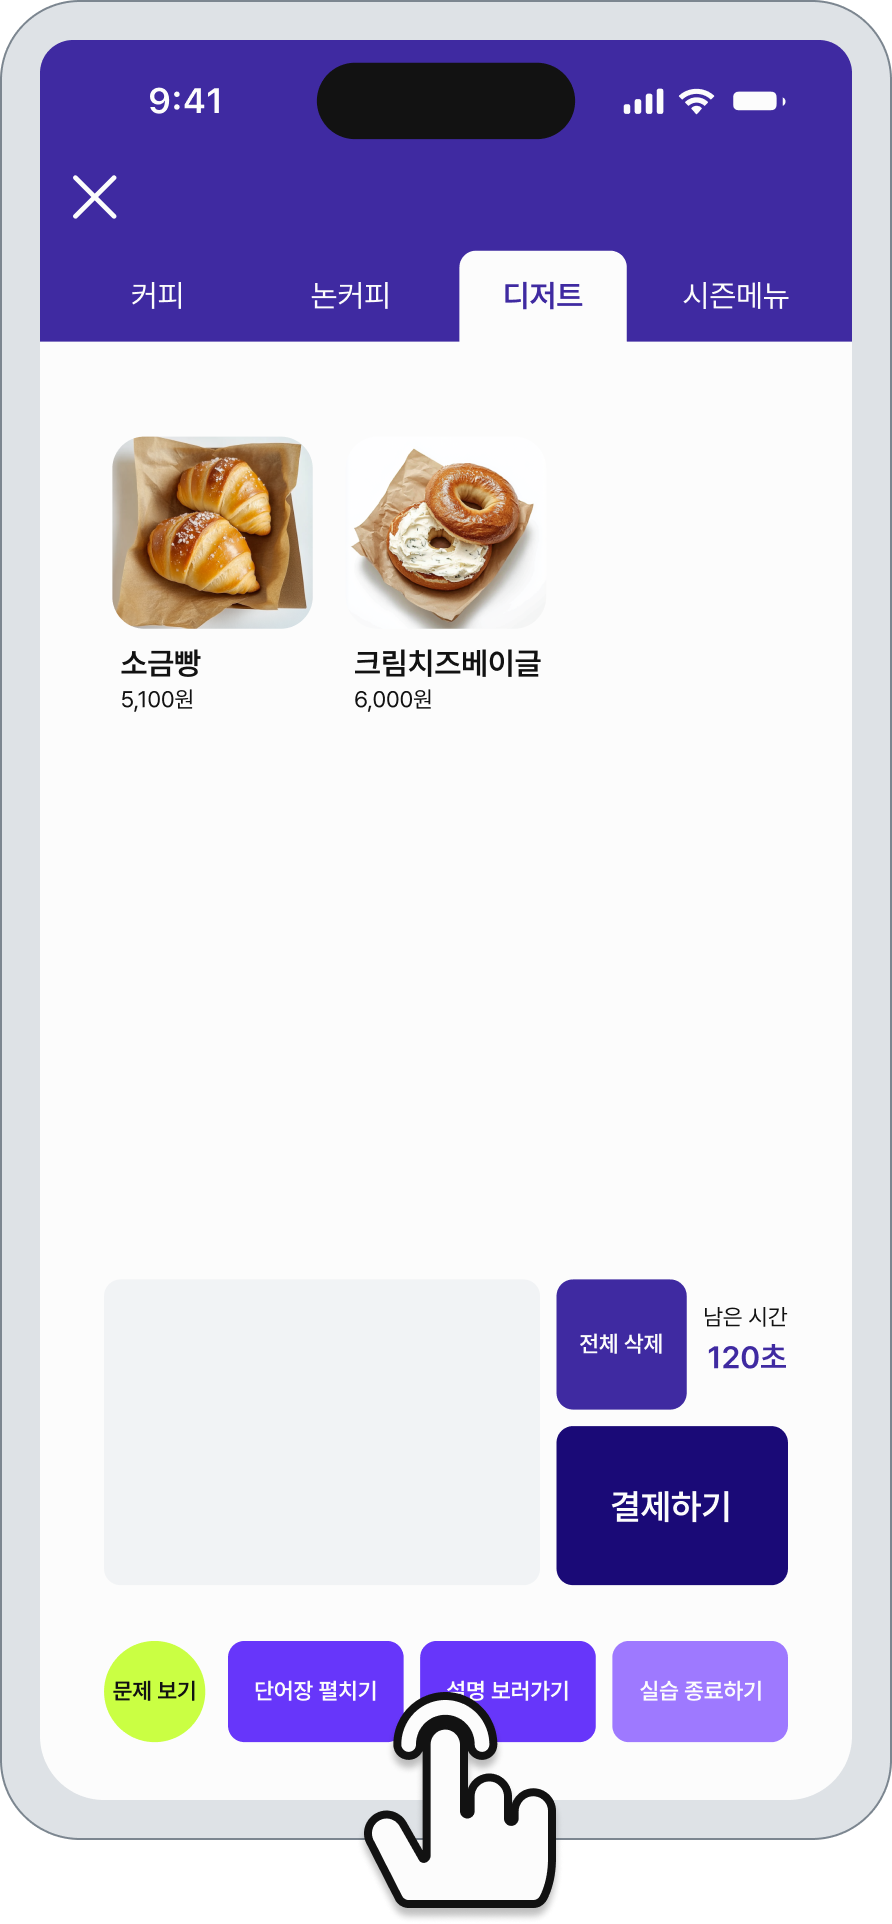 9:41
커피
논커피
디저트
시즌메뉴
소금빵
5,100원
크림치즈베이글
6,000원
전체 삭제
남은 시간
120초
결제하기
문제 보기
단어장 펼치기
설명 보러가기
실습 종료하기